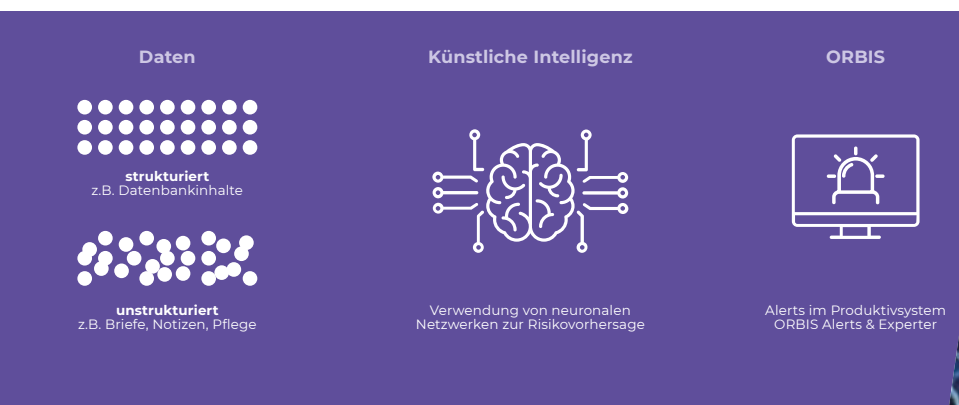 Daten
strukturiert
z.B. Datenbankinhalte
unstrukturiert
z.B. Briefe, Notizen, Pflege
Künstliche Intelligenz
Verwendung von neuronalen
Netzwerken zur Risikovorhersage
ORBIS
Alerts im Produktivsystem
ORBIS Alerts & Experter